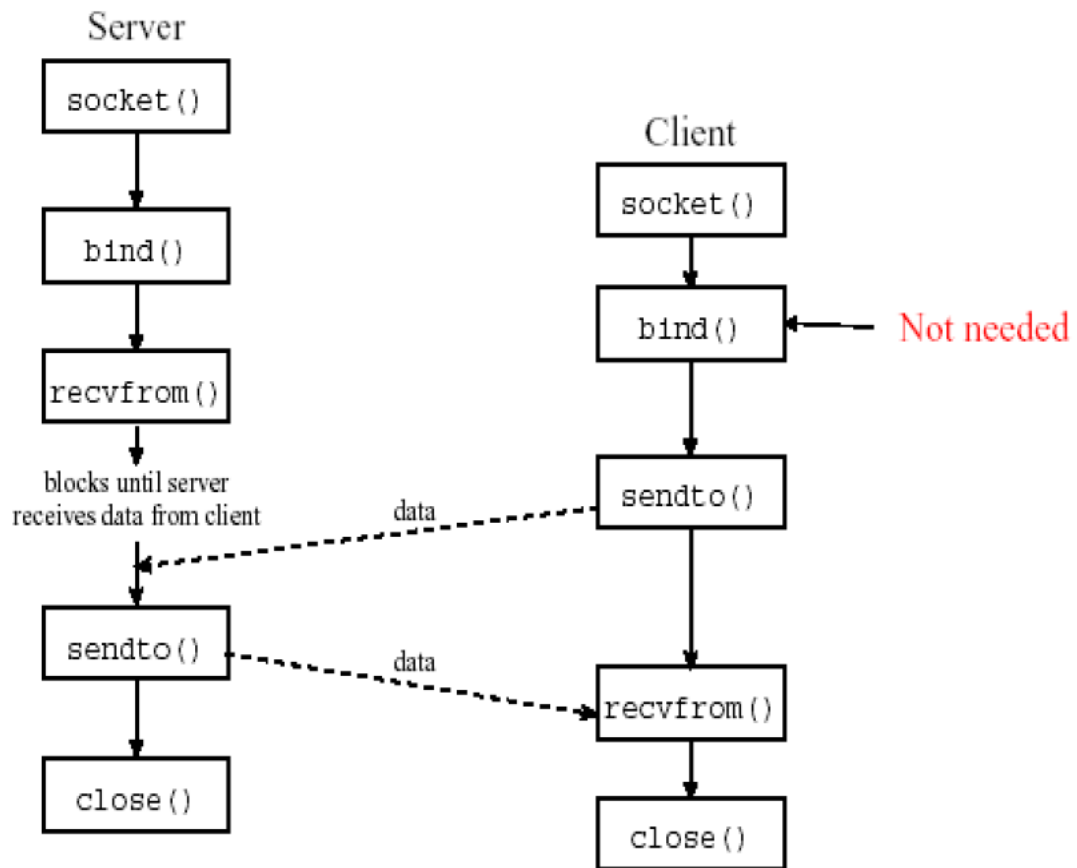 Server
socket()
bind()
recvfrom()
blocks until server
receives data from client
sendto()
close()
Client
socket()
bind()
Not needed
sendto()
data
data
recvfrom()
close()